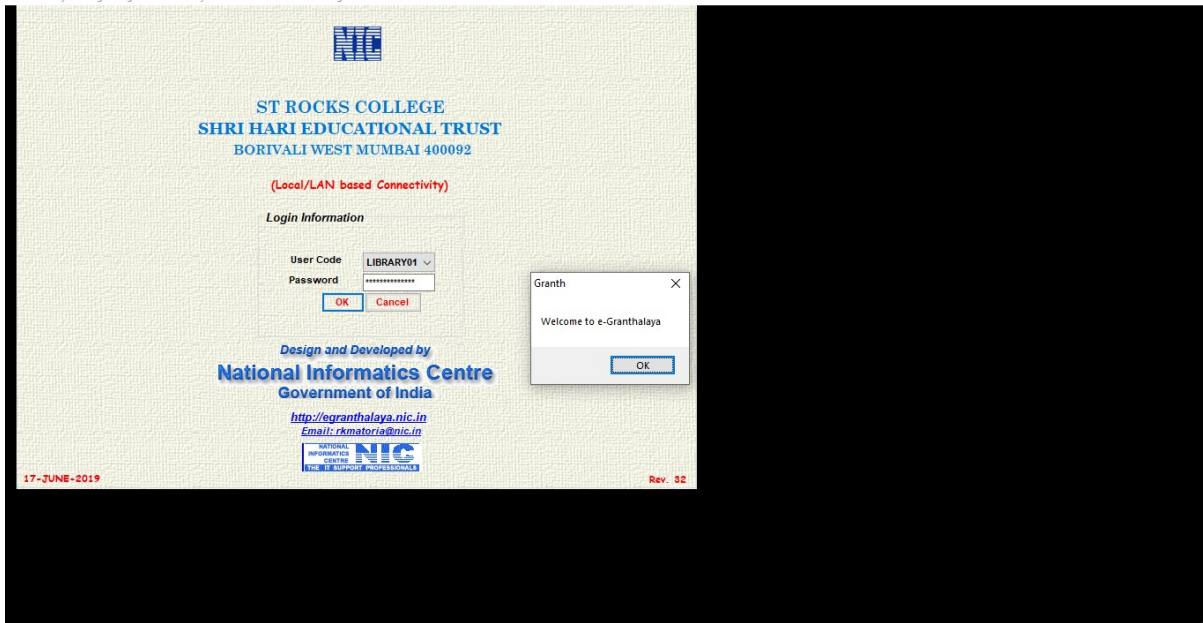 NIC
ST ROCKS COLLEGE
SHRI HARI EDUCATIONAL TRUST
BORIVALI WEST MUMBAI 400092
(Local/LAN based Connectivity)
Login Information
User Code LIBRARY01
Password **************
OK Cancel
Granth
Welcome to e-Granthalaya
OK
Design and Developed by
National Informatics Centre
Government of India
http://egranthalaya.nic.in
Email: rkmatoria@nic.in
NATIONAL
INFORMATICS
CENTRE
NIC
THE IT SUPPORT PROFESSIONALS
17-JUNE-2019
Rev. 32